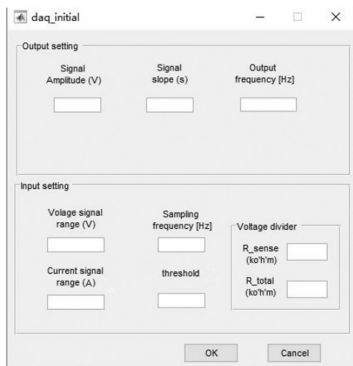 daq_initial
Output setting
Signal
Amplitude (V)
Signal
slope (s)
Output
frequency [Hz]
Input setting
Volage signal
range (V)
Sampling
frequency [Hz]
Current signal
range (A)
threshold
Voltage divider
R_sense
(ko'h'm)
R_total
(ko'h'm)
OK
Cancel